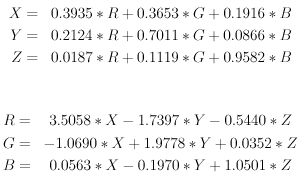 X = 0.3935 * R + 0.3653 * G + 0.1916 * B
Y = 0.2124 * R + 0.7011 * G + 0.0866 * B
Z = 0.0187 * R + 0.1119 * G + 0.9582 * B
R = 3.5058 * X − 1.7397 * Y − 0.5440 * Z
G = −1.0690 * X + 1.9778 * Y + 0.0352 * Z
B = 0.0563 * X − 0.1970 * Y + 1.0501 * Z